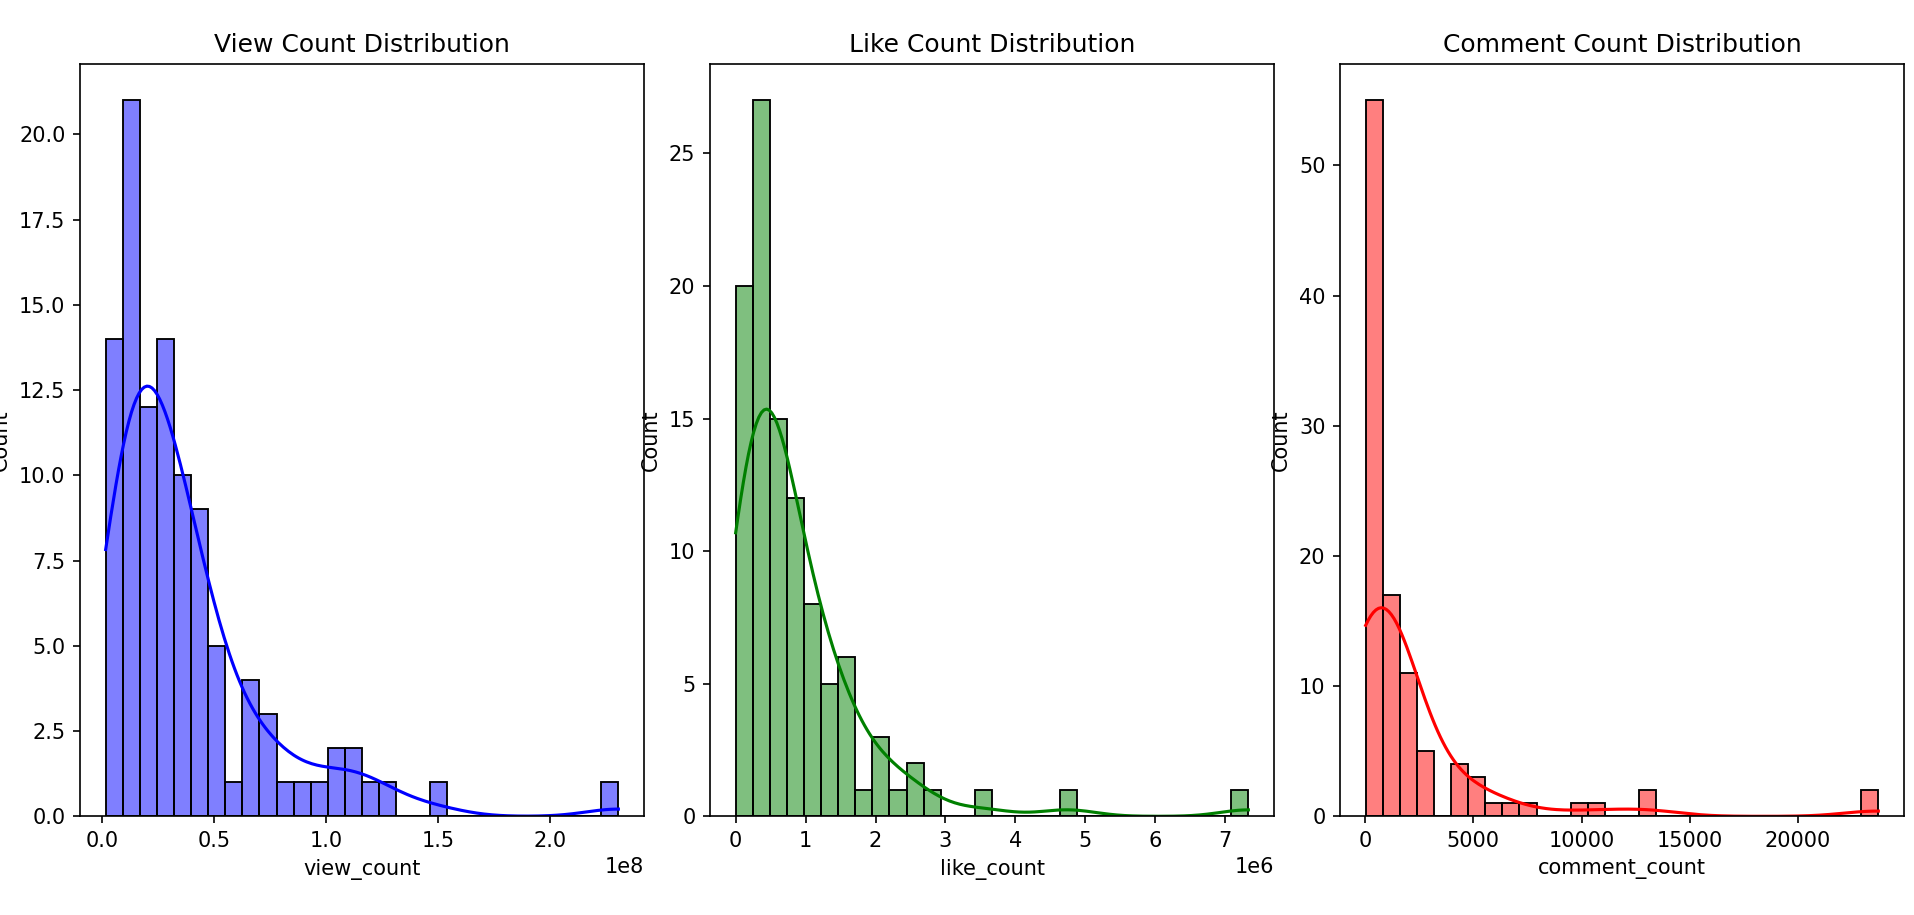 View Count Distribution
Count
20.0
17.5
15.0
12.5
10.0
7.5
5.0
2.5
0.0
0.0 0.5 1.0 1.5 2.0
1e8
view_count
Like Count Distribution
Count
25
20
15
10
5
0
0 1 2 3 4 5 6 7
1e6
like_count
Comment Count Distribution
Count
50
40
30
20
10
0
0 5000 10000 15000 20000
comment_count